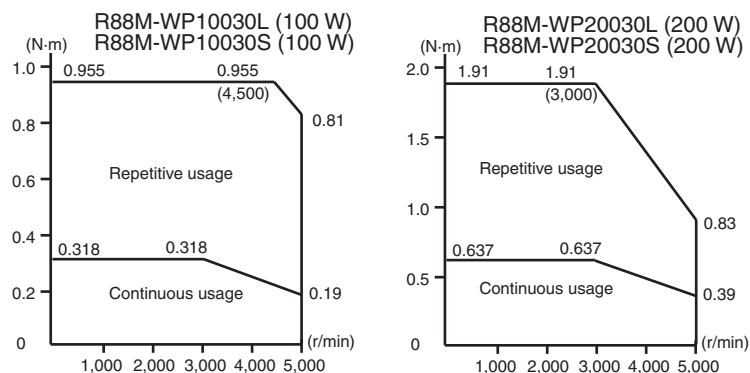 R88M-WP10030L (100 W)
R88M-WP10030S (100 W)
(N·m)
1.0
0.955
0.955
(4,500)
0.8
0.81
Repetitive usage
0.6
0.4
0.318
0.318
Continuous usage
0.2
0.19
0
(r/min)
1,000 2,000 3,000 4,000 5,000
R88M-WP20030L (200 W)
R88M-WP20030S (200 W)
(N·m)
2.0
1.91
1.91
(3,000)
1.5
Repetitive usage
1.0
0.83
0.637
0.637
0.5
Continuous usage
0.39
0
(r/min)
1,000 2,000 3,000 4,000 5,000